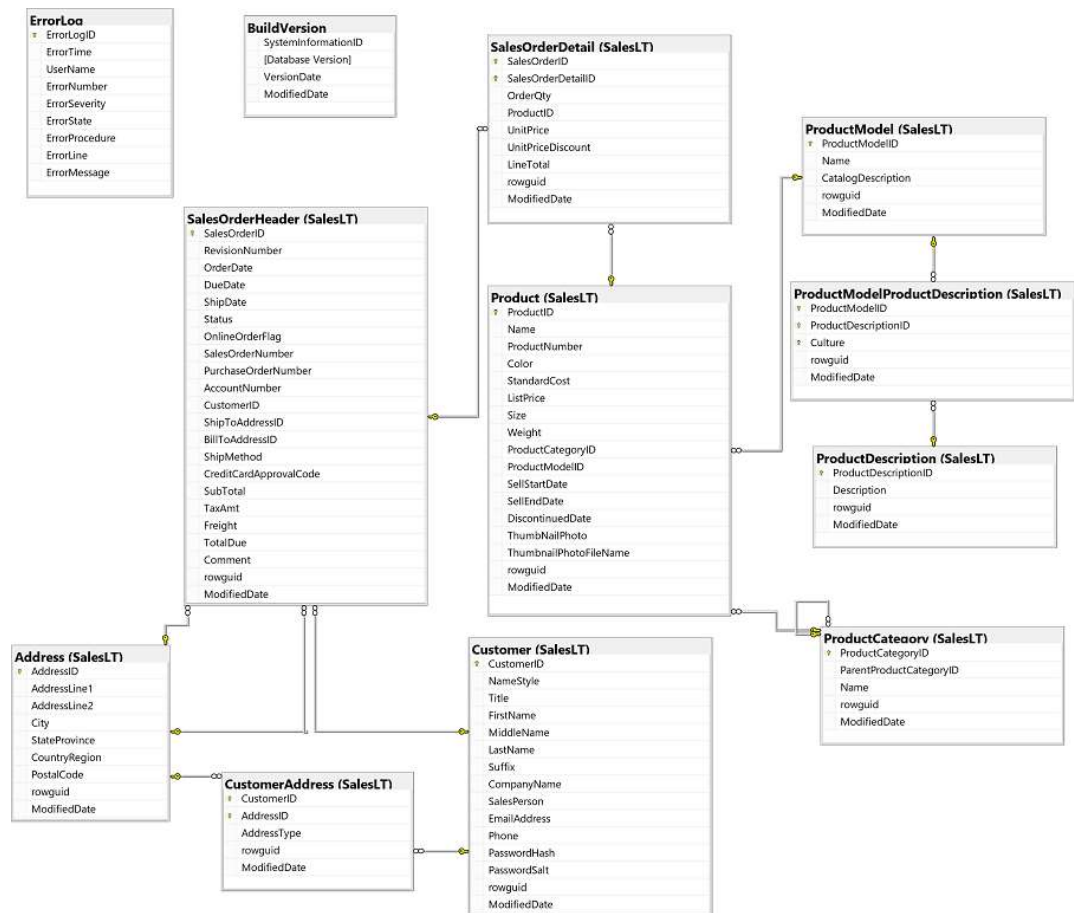 ErrorLog
ErrorLogID
ErrorTime
UserName
ErrorNumber
ErrorSeverity
ErrorState
ErrorProcedure
ErrorLine
ErrorMessage
BuildVersion
SystemInformationID
[Database Version]
VersionDate
ModifiedDate
SalesOrderDetail (SalesLT)
SalesOrderID
SalesOrderDetailID
OrderQty
ProductID
UnitPrice
UnitPriceDiscount
LineTotal
rowguid
ModifiedDate
ProductModel (SalesLT)
ProductModelID
Name
CatalogDescription
rowguid
ModifiedDate
SalesOrderHeader (SalesLT)
SalesOrderID
RevisionNumber
OrderDate
DueDate
ShipDate
Status
OnlineOrderFlag
SalesOrderNumber
PurchaseOrderNumber
AccountNumber
CustomerID
ShipToAddressID
BillToAddressID
ShipMethod
CreditCardApprovalCode
SubTotal
TaxAmt
Freight
TotalDue
Comment
rowguid
ModifiedDate
Product (SalesLT)
ProductID
Name
ProductNumber
Color
StandardCost
ListPrice
Size
Weight
ProductCategoryID
ProductModelID
SellStartDate
SellEndDate
DiscontinuedDate
ThumbNailPhoto
ThumbnailPhotoFileName
rowguid
ModifiedDate
ProductModelProductDescription (SalesLT)
ProductModelID
ProductDescriptionID
Culture
rowguid
ModifiedDate
ProductDescription (SalesLT)
ProductDescriptionID
Description
rowguid
ModifiedDate
ProductCategory (SalesLT)
ProductCategoryID
ParentProductCategoryID
Name
rowguid
ModifiedDate
Address (SalesLT)
AddressID
AddressLine1
AddressLine2
City
StateProvince
CountryRegion
PostalCode
rowguid
ModifiedDate
CustomerAddress (SalesLT)
CustomerID
AddressID
AddressType
rowguid
ModifiedDate
Customer (SalesLT)
CustomerID
NameStyle
Title
FirstName
MiddleName
LastName
Suffix
CompanyName
SalesPerson
EmailAddress
Phone
PasswordHash
PasswordSalt
rowguid
ModifiedDate